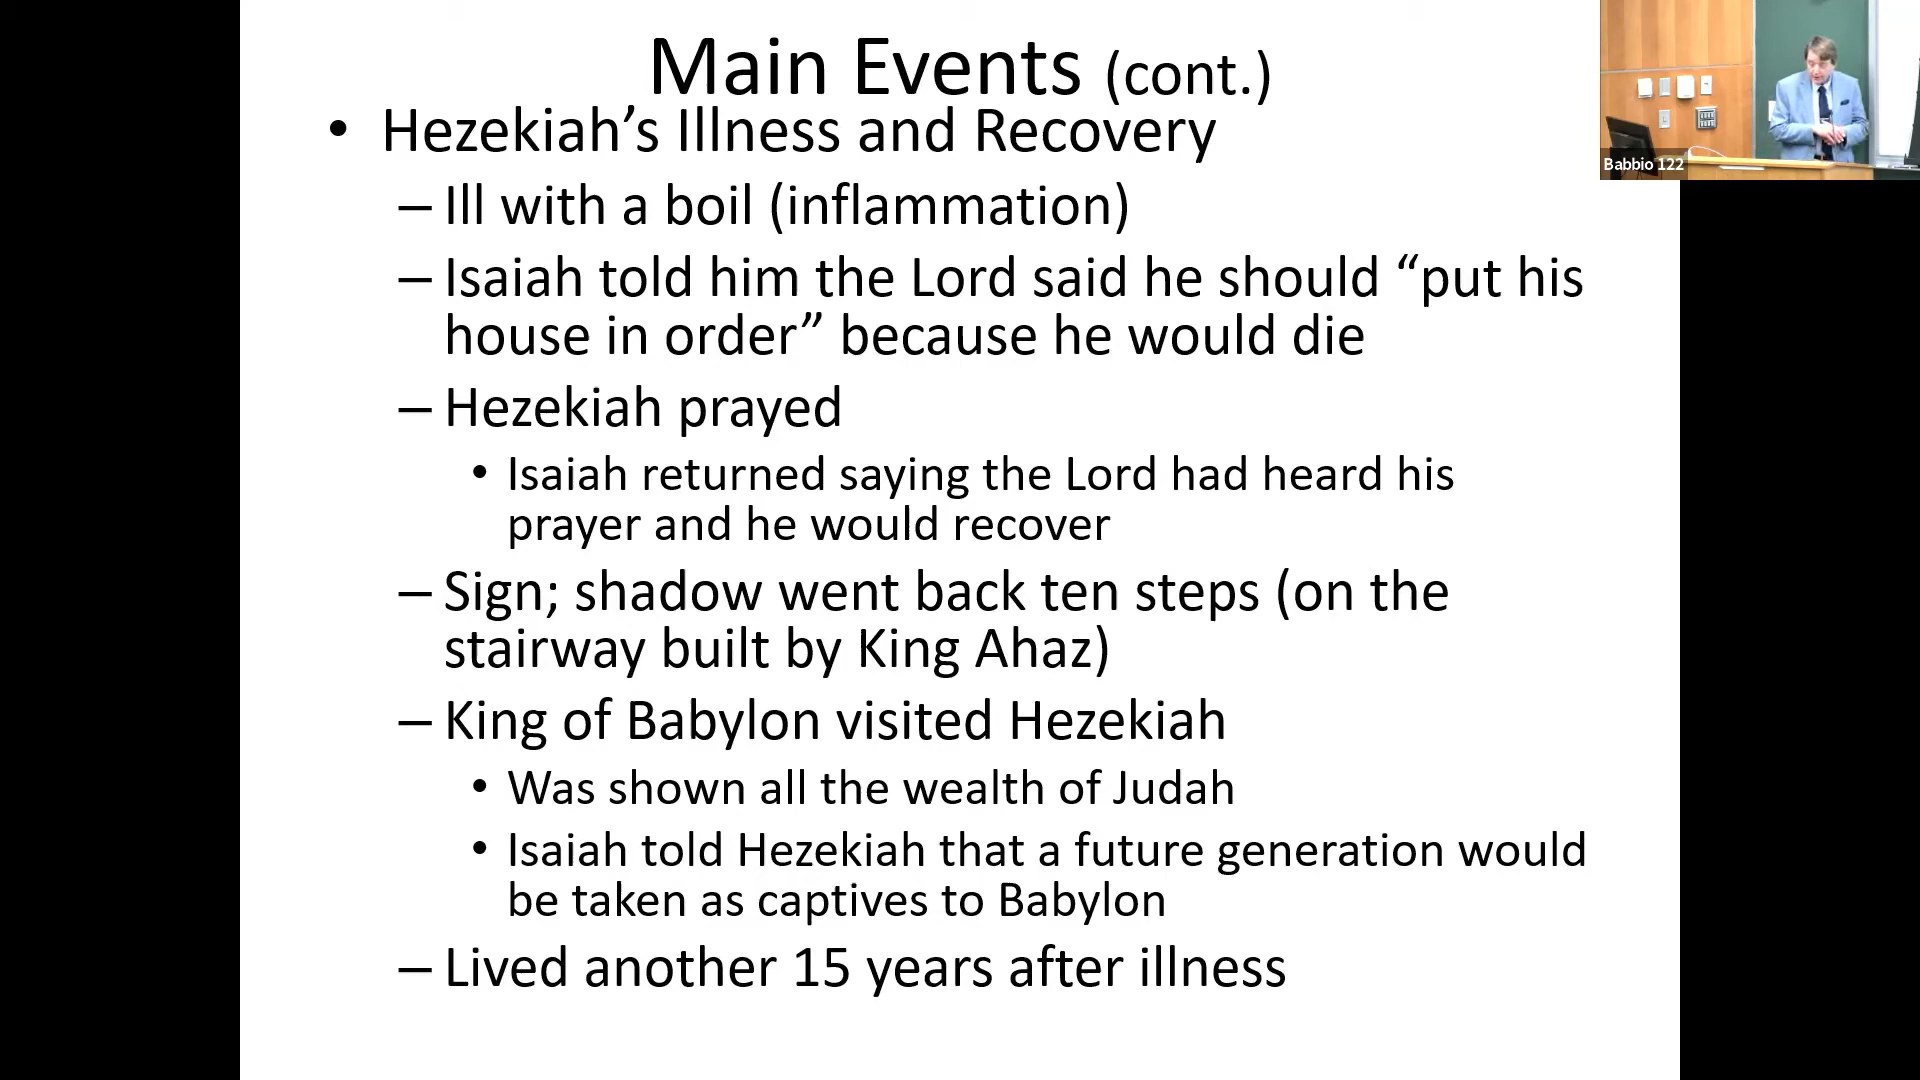 Main Events (cont.)
• Hezekiah’s Illness and Recovery
– Ill with a boil (inflammation)
– Isaiah told him the Lord said he should “put his
house in order” because he would die
– Hezekiah prayed
• Isaiah returned saying the Lord had heard his
prayer and he would recover
– Sign; shadow went back ten steps (on the
stairway built by King Ahaz)
– King of Babylon visited Hezekiah
• Was shown all the wealth of Judah
• Isaiah told Hezekiah that a future generation would
be taken as captives to Babylon
– Lived another 15 years after illness
Babbio 122